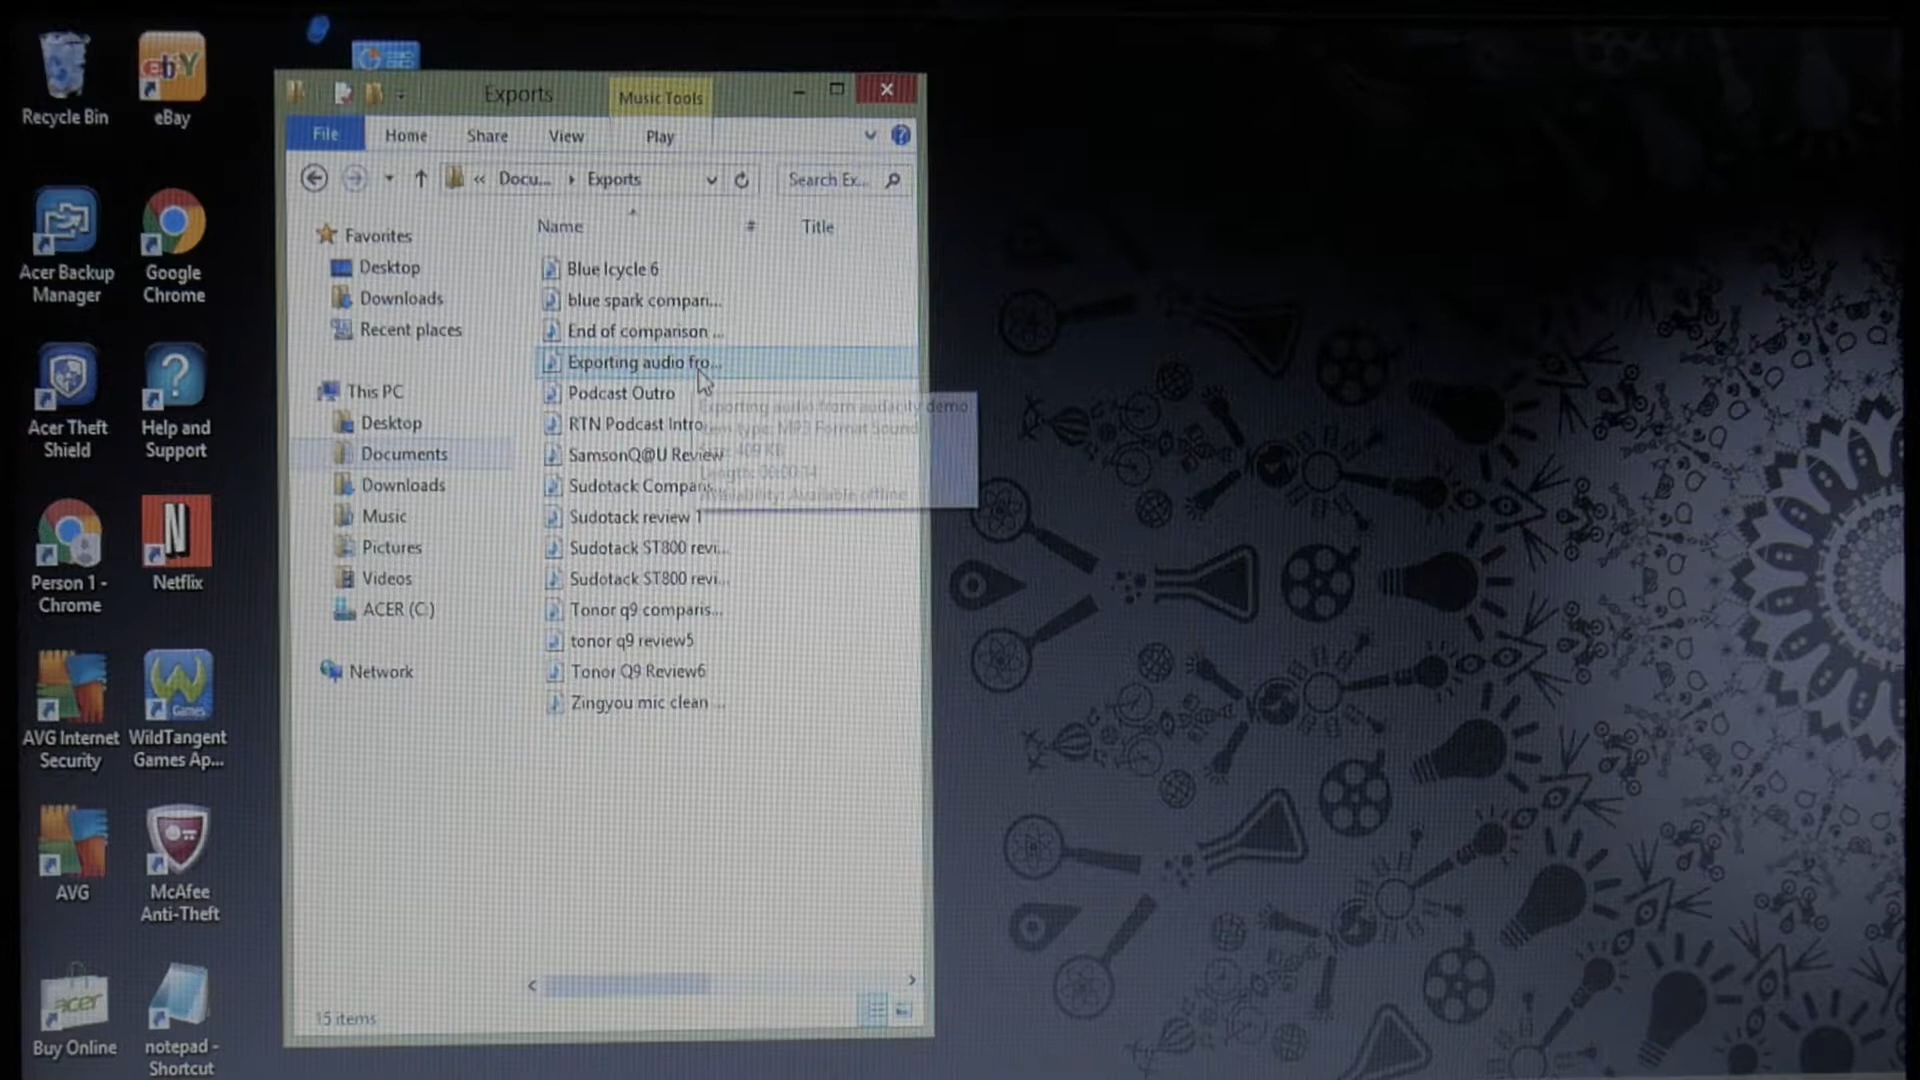 Recycle Bin
eBay
Acer Backup
Manager
Google
Chrome
Acer Theft
Shield
Help and
Support
Person 1 -
Chrome
Netflix
AVG Internet
Security
WildTangent
Games Ap...
AVG
McAfee
Anti-Theft
acer
Buy Online
notepad -
Shortcut
Exports
Music Tools
File
Home
Share
View
Play
« Docu...
Exports
Search Ex...
Favorites
Desktop
Downloads
Recent places
This PC
Desktop
Documents
Downloads
Music
Pictures
Videos
ACER (C:)
Network
Name
#
Title
Blue Icycle 6
blue spark compari...
End of comparison ...
Exporting audio fro...
Podcast Outro
RTN Podcast Intro
SamsonQ@U Review
Sudotack Comparis...
Sudotack review 1
Sudotack ST800 revi...
Sudotack ST800 revi...
Tonor q9 comparis...
tonor q9 review5
Tonor Q9 Review6
Zingyou mic clean ...
Exporting audio from audacity demo
Item type: MP3 Format Sound
Size: 409 KB
Length: 00:00:14
Availability: Available offline
15 items